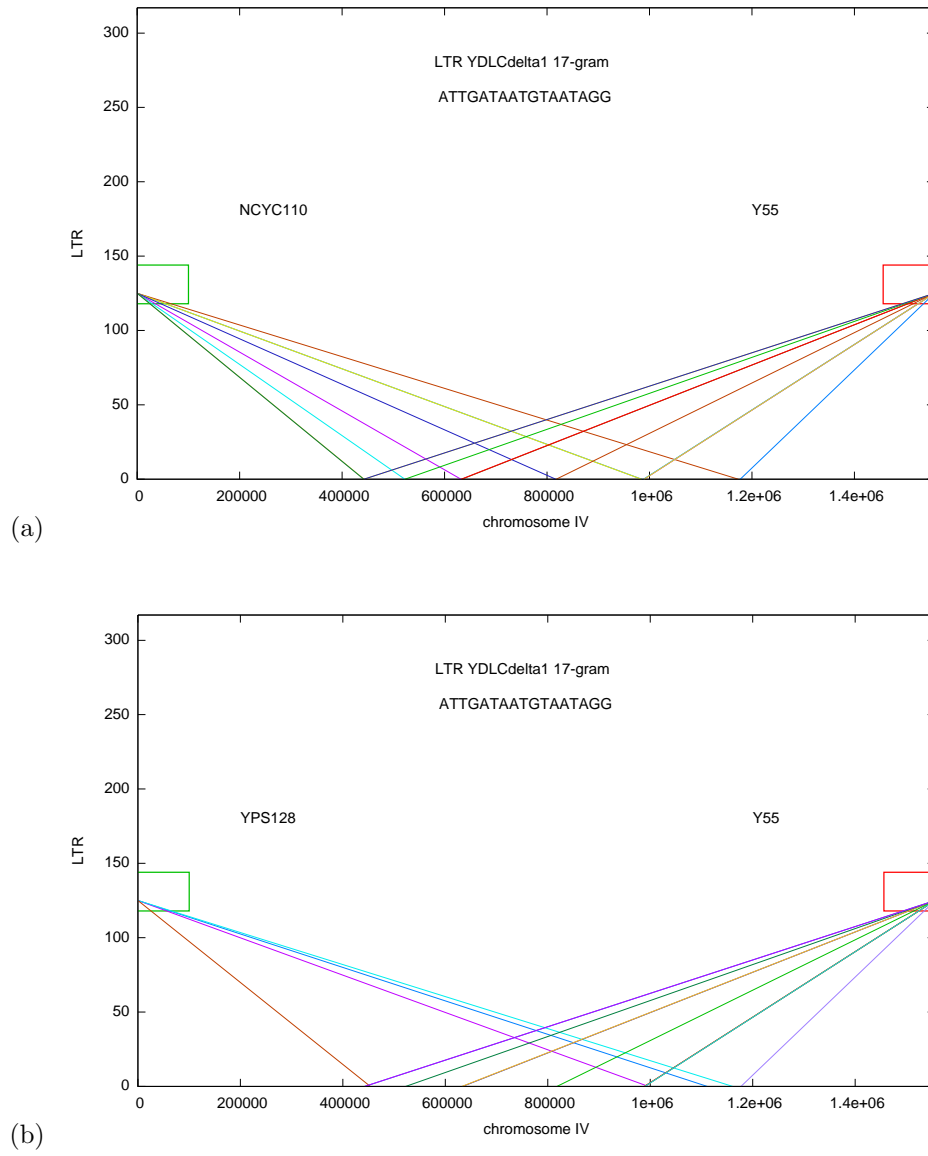 300
LTR YDLCdelta1 17-gram
250
ATTGATAATGTAATAGG
200
NCYC110 Y55
LTR
150
100
50
0
0 200000 400000 600000 800000 1e+06 1.2e+06 1.4e+06
chromosome IV
(a)
300
LTR YDLCdelta1 17-gram
250
ATTGATAATGTAATAGG
200
YPS128 Y55
LTR
150
100
50
0
0 200000 400000 600000 800000 1e+06 1.2e+06 1.4e+06
chromosome IV
(b)